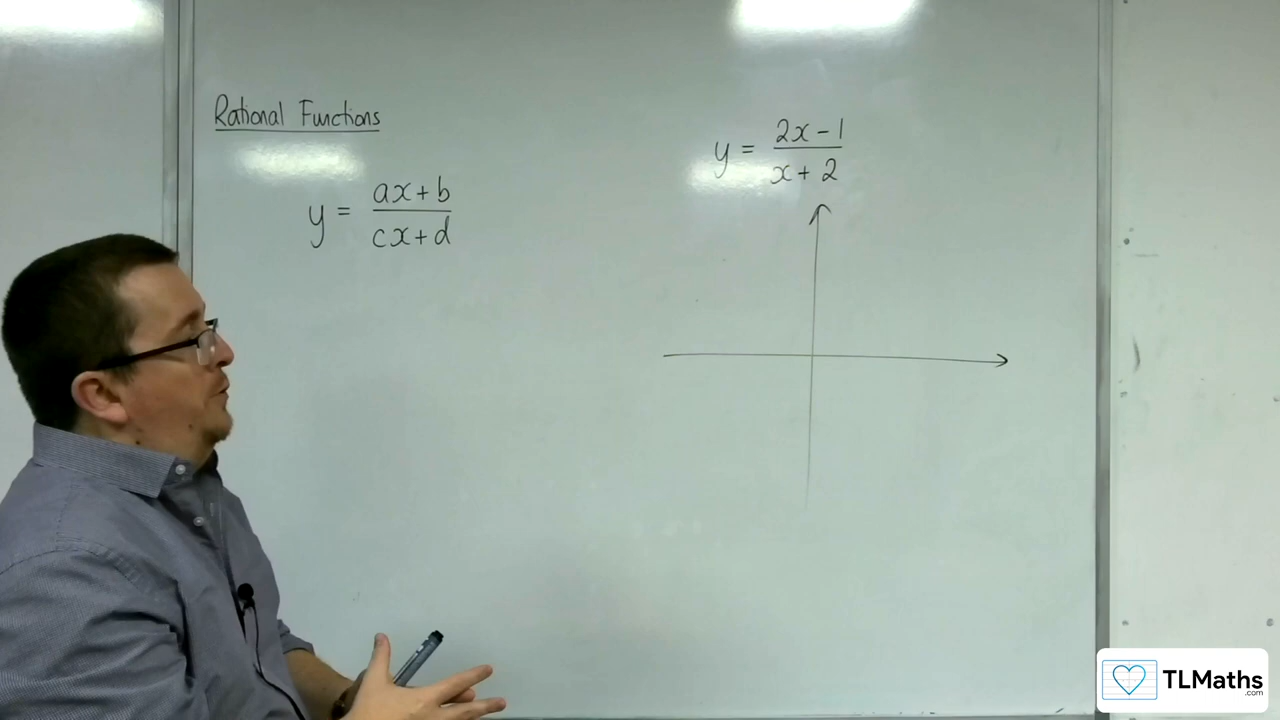 Rational Functions
y = ax+b / cx+d
y = 2x-1 / x+2
TLMaths
.com